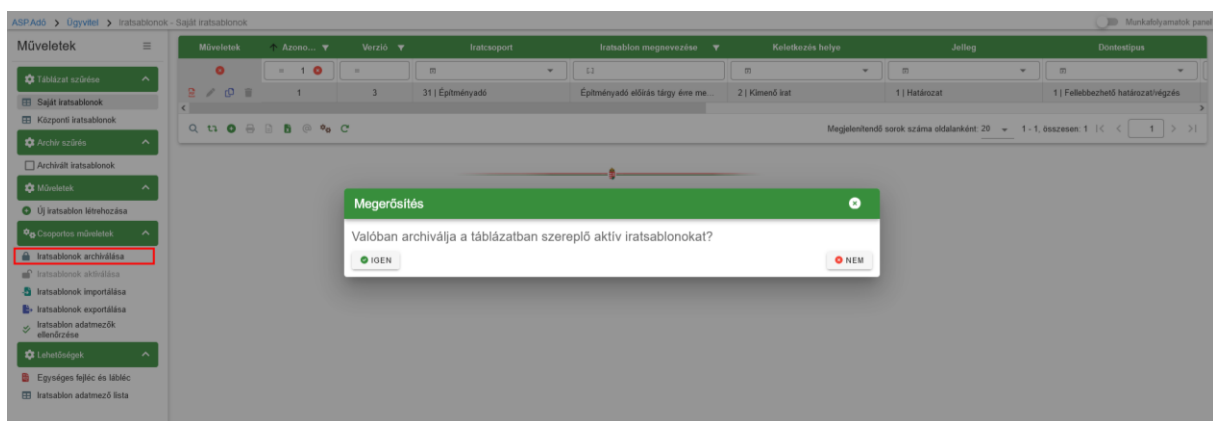 ASP.Adó > Ügyvitel > Iratsablonok - Saját iratsablonok
Munkafolyamatok panel
Műveletek
Táblázat szűrése
Saját iratsablonok
Központi iratsablonok
Archív szűrés
Archivált iratsablonok
Műveletek
Új iratsablon létrehozása
Csoportos műveletek
Iratsablonok archiválása
Iratsablonok aktiválása
Iratsablonok importálása
Iratsablonok exportálása
Iratsablon adatmezők
ellenőrzése
Lehetőségek
Egységes fejléc és lábléc
Iratsablon adatmező lista
Műveletek Azono... Verzió Iratcsoport Iratsablon megnevezése Keletkezés helye Jelleg Döntéstípus
= 1 =
1 3 31 | Építményadó Építményadó előírás tárgy érre me... 2 | Kimenő irat 1 | Határozat 1 | Fellebbezhető határozat/végzés
Megjelenítendő sorok száma oldalanként: 20 1 - 1, összesen: 1 |< < 1 > >|
Megerősítés
Valóban archiválja a táblázatban szereplő aktív iratsablonokat?
IGEN
NEM